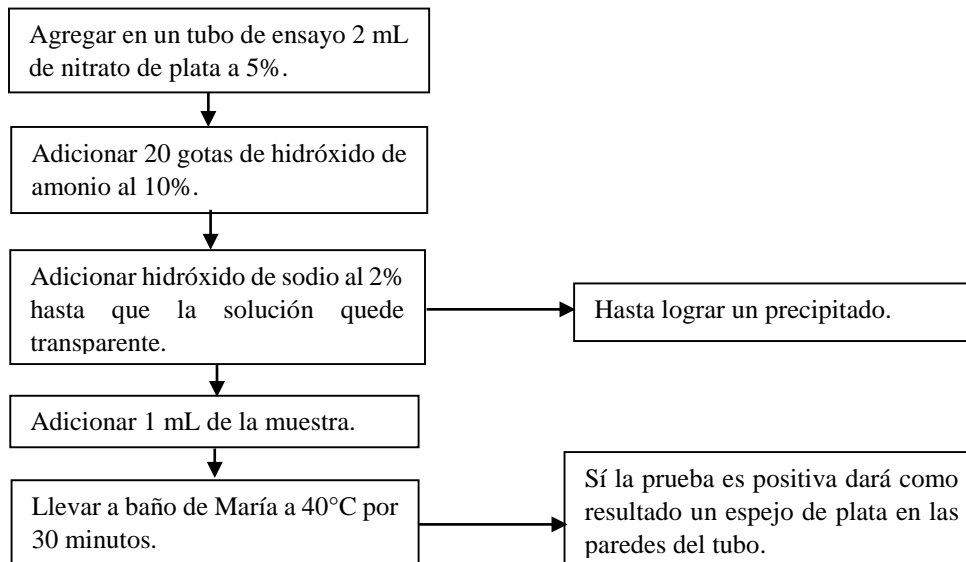 Agregar en un tubo de ensayo 2 mL
de nitrato de plata a 5%.
Adicionar 20 gotas de hidróxido de
amonio al 10%.
Adicionar hidróxido de sodio al 2%
hasta que la solución quede
transparente.
Hasta lograr un precipitado.
Adicionar 1 mL de la muestra.
Llevar a baño de María a 40°C por
30 minutos.
Sí la prueba es positiva dará como
resultado un espejo de plata en las
paredes del tubo.